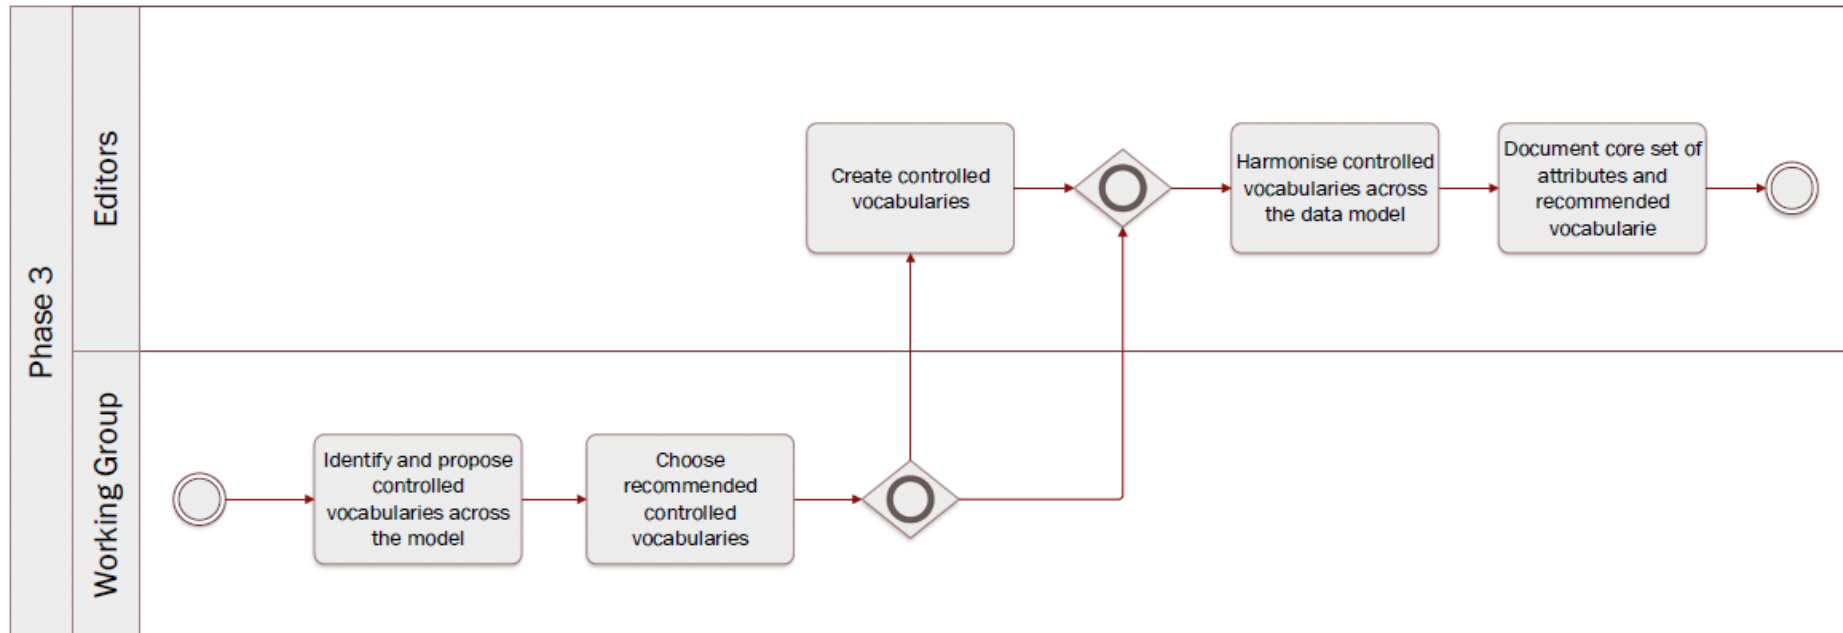 Phase 3
Editors
Create controlled
vocabularies
Harmonise controlled
vocabularies across
the data model
Document core set of
attributes and
recommended
vocabularie
Working Group
Identify and propose
controlled
vocabularies across
the model
Choose
recommended
controlled
vocabularies